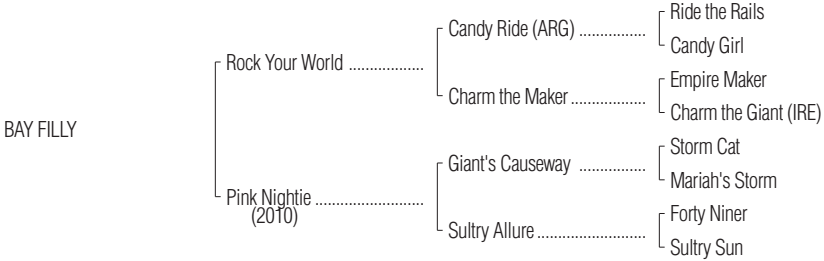 Ride the Rails
Candy Ride (ARG) ................
Candy Girl
Rock Your World ..................
Empire Maker
Charm the Maker ..................
Charm the Giant (IRE)
BAY FILLY
Storm Cat
Giant's Causeway ................
Mariah's Storm
Pink Nightie ..........................
(2010)
Forty Niner
Sultry Allure ..........................
Sultry Sun